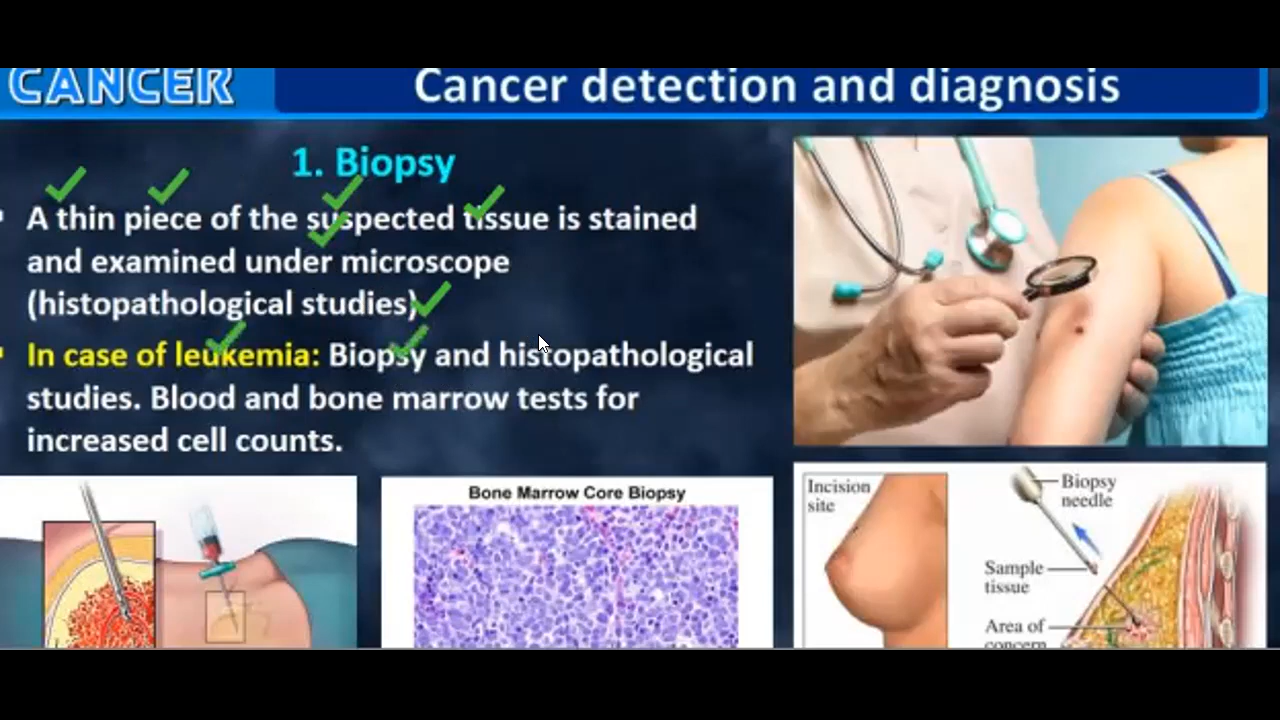 CANCER
Cancer detection and diagnosis
1. Biopsy
A thin piece of the suspected tissue is stained
and examined under microscope
(histopathological studies)
In case of leukemia: Biopsy and histopathological
studies. Blood and bone marrow tests for
increased cell counts.
Bone Marrow Core Biopsy
Incision
site
Biopsy
needle
Sample
tissue
Area of
concern